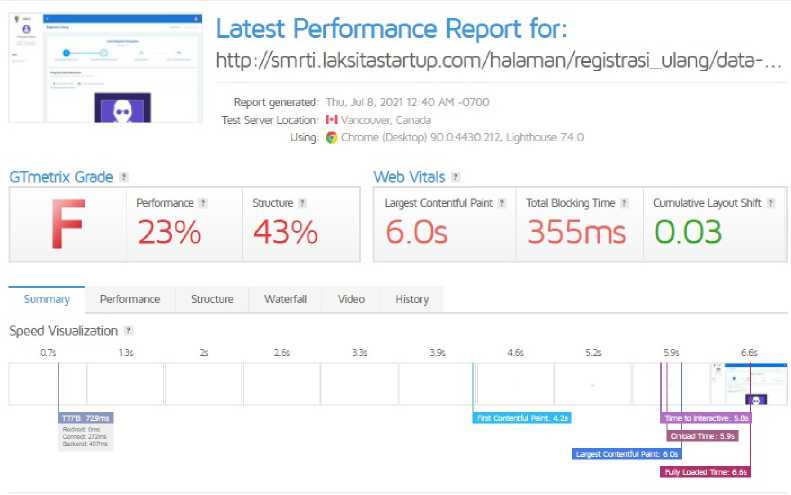 Latest Performance Report for:
http://smrti.laksitastartup.com/halaman/registrasi_ulang/data-...
Report generated: Thu, Jul 8, 2021 12:40 AM -0700
Test Server Location: Vancouver, Canada
Using: Chrome (Desktop) 90.0.4430.212, Lighthouse 7.4.0
GTmetrix Grade ?
Web Vitals ?
F
Performance ?
23%
Structure ?
43%
Largest Contentful Paint ?
6.0s
Total Blocking Time ?
355ms
Cumulative Layout Shift ?
0.03
Summary Performance Structure Waterfall Video History
Speed Visualization ?
0.7s 1.3s 2s 2.6s 3.3s 3.9s 4.6s 5.2s 5.9s 6.6s
TTFB: 729ms
Redirect: 0ms
Connect: 272ms
Backend: 457ms
First Contentful Paint: 4.2s
Time to Interactive: 5.8s
Onload Time: 5.9s
Largest Contentful Paint: 6.0s
Fully Loaded Time: 6.6s